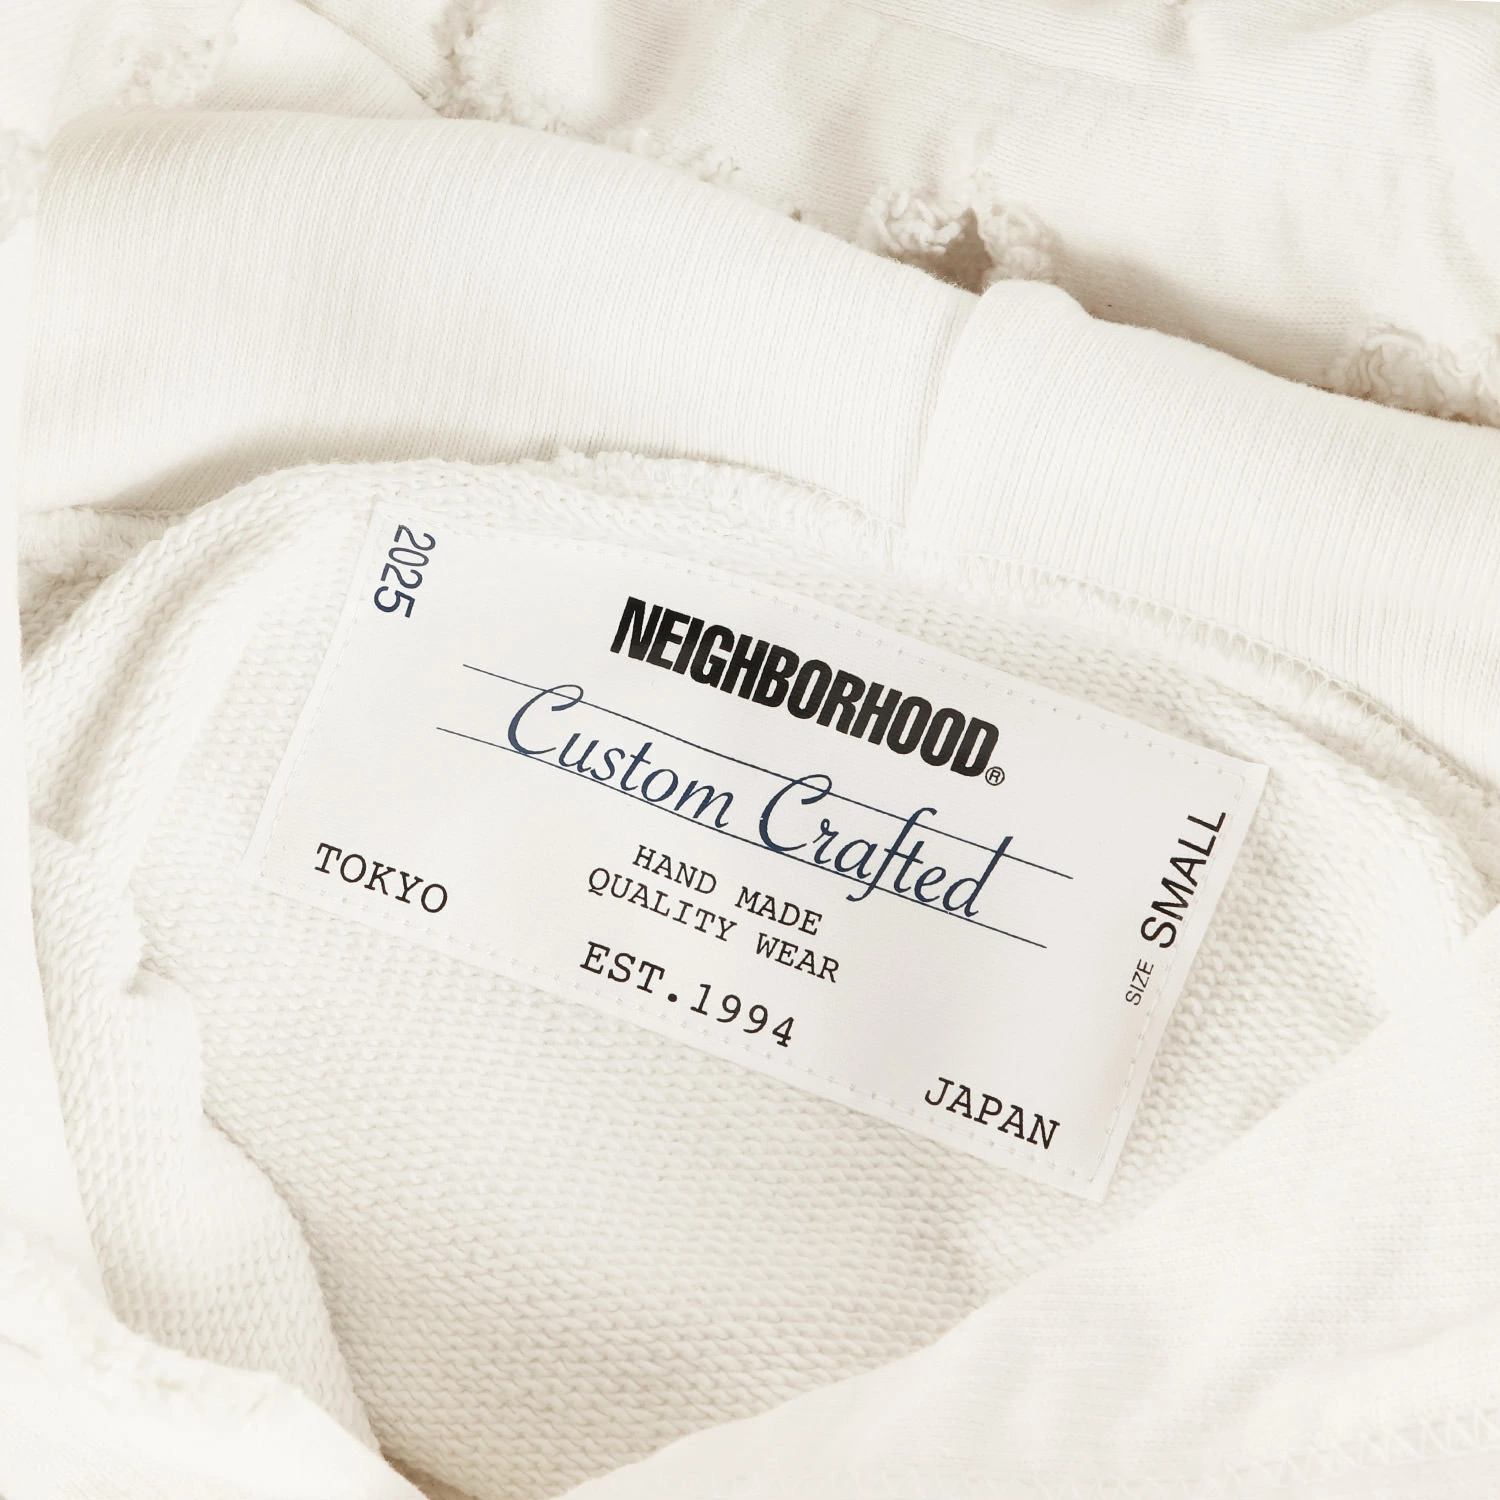 2025
NEIGHBORHOOD®
Custom Crafted
HAND MADE
QUALITY WEAR
EST.1994
TOKYO
JAPAN
SIZE SMALL